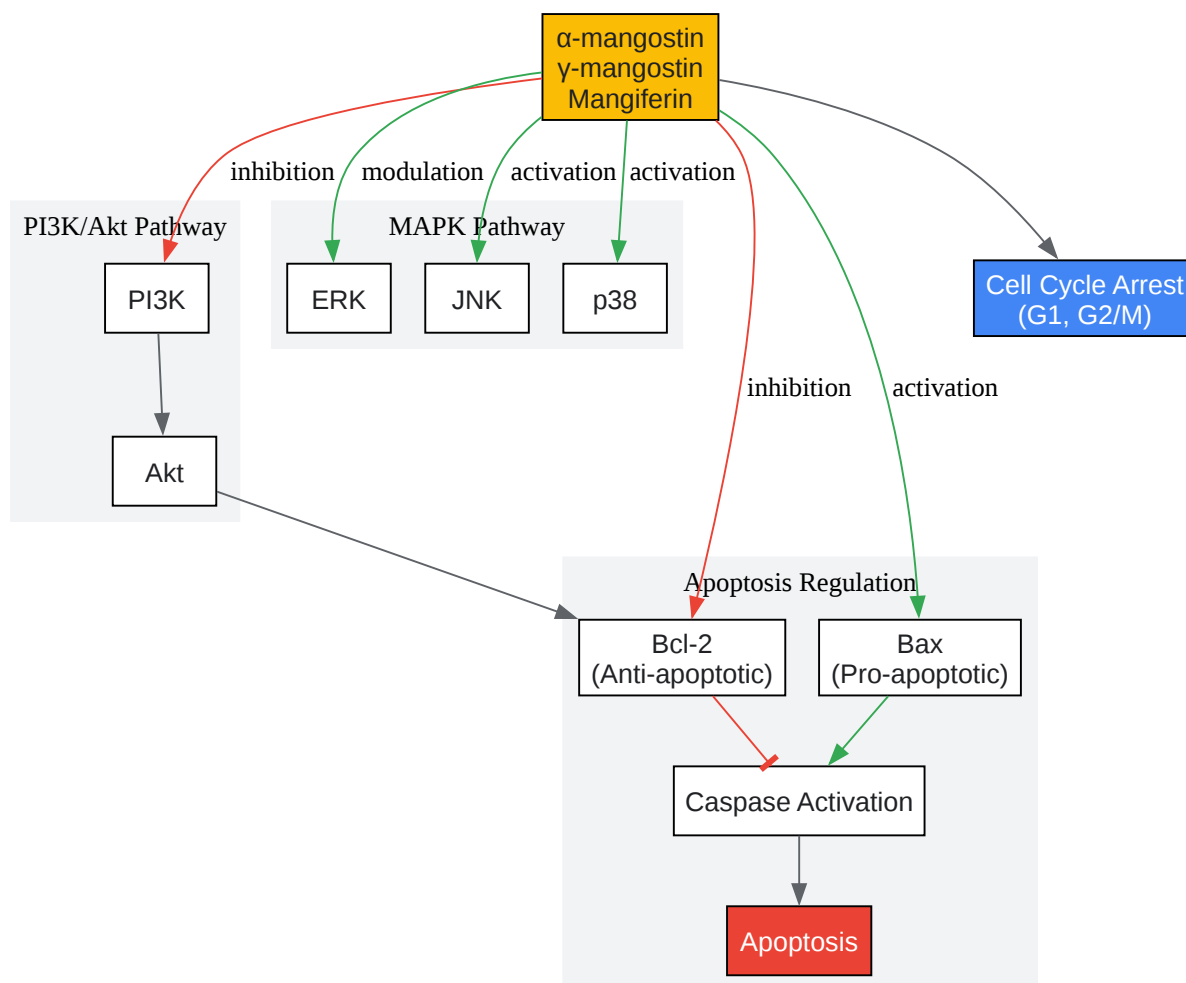 α-mangostin
γ-mangostin
Mangiferin
inhibition
modulation
activation
activation
PI3K/Akt Pathway
MAPK Pathway
PI3K
ERK
JNK
p38
Cell Cycle Arrest
(G1, G2/M)
inhibition
activation
Akt
Apoptosis Regulation
Bcl-2
(Anti-apoptotic)
Bax
(Pro-apoptotic)
Caspase Activation
Apoptosis